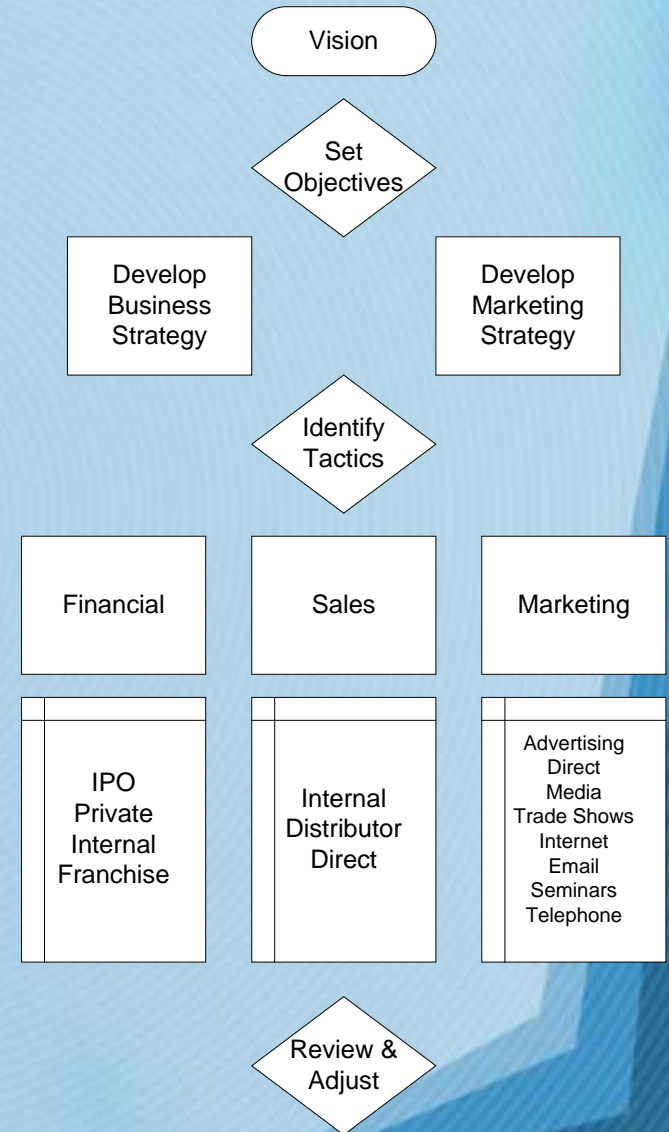 Vision
Set
Objectives
Develop
Business
Strategy
Develop
Marketing
Strategy
Identify
Tactics
Financial
Sales
Marketing
IPO
Private
Internal
Franchise
Internal
Distributor
Direct
Advertising
Direct
Media
Trade Shows
Internet
Email
Seminars
Telephone
Review &
Adjust